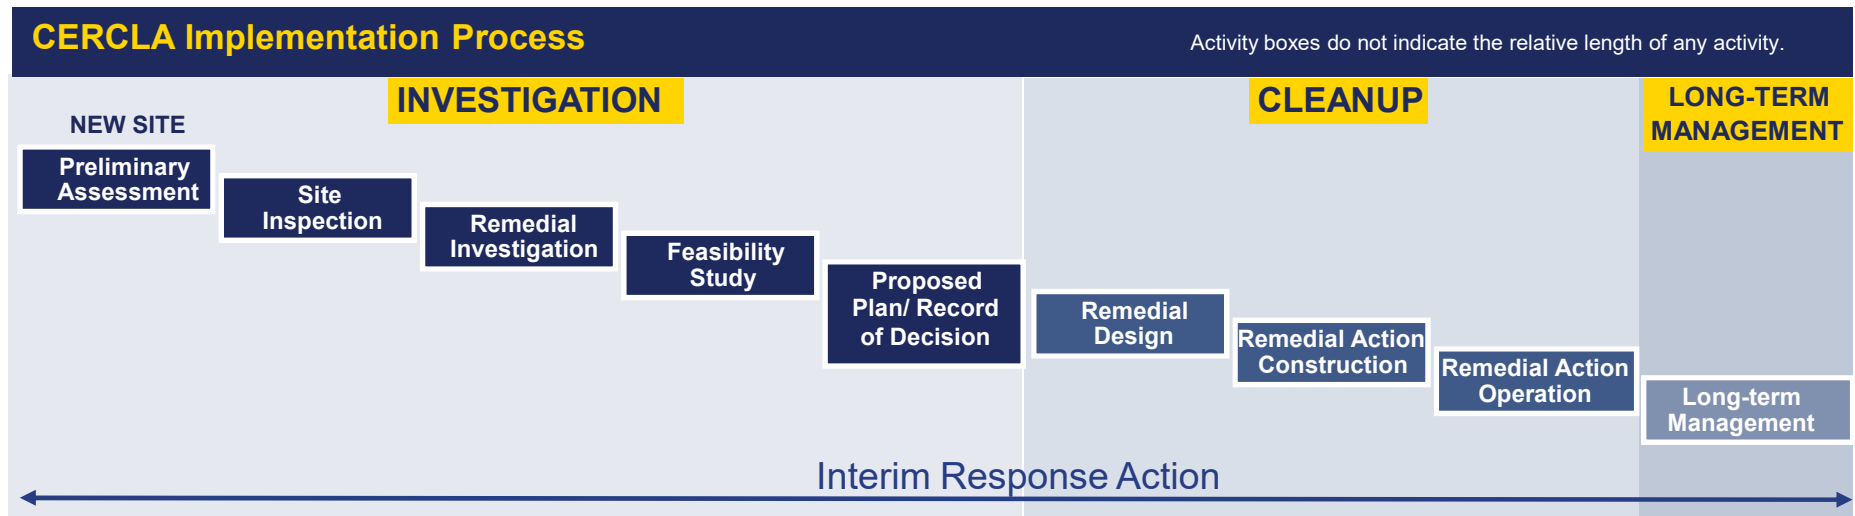 CERCLA Implementation Process
Activity boxes do not indicate the relative length of any activity.
INVESTIGATION
CLEANUP
LONG-TERM
MANAGEMENT
NEW SITE
Preliminary
Assessment
Site
Inspection
Remedial
Investigation
Feasibility
Study
Proposed
Plan/ Record
of Decision
Remedial
Design
Remedial Action
Construction
Remedial Action
Operation
Long-term
Management
Interim Response Action